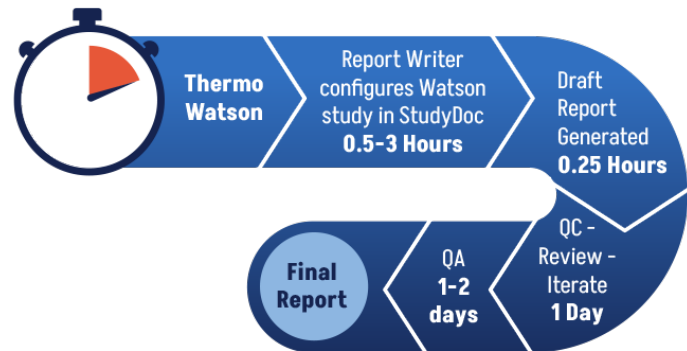 Thermo
Watson
Report Writer
configures Watson
study in StudyDoc
0.5-3 Hours
Draft
Report
Generated
0.25 Hours
QC -
Review -
Iterate
1 Day
QA
1-2
days
Final
Report